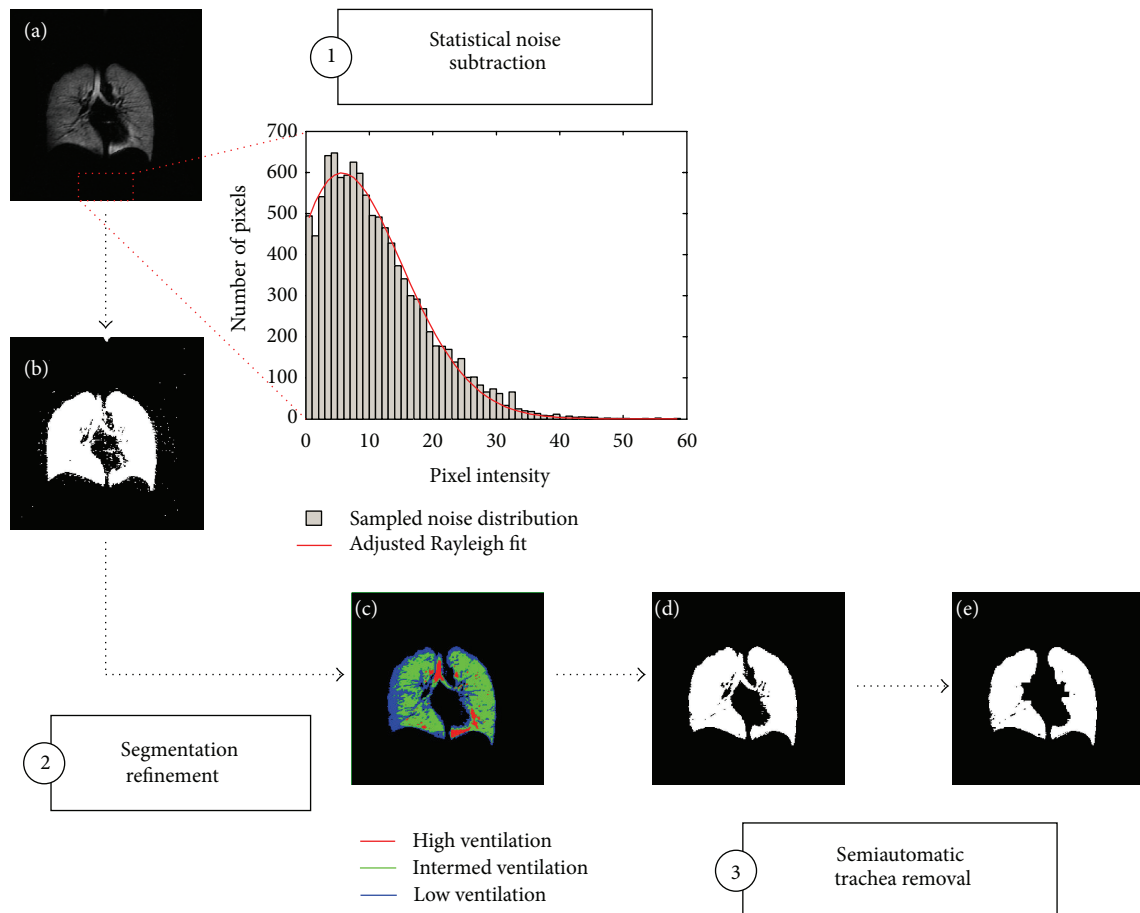 (a)
1
Statistical noise
subtraction
700
600
500
400
300
200
100
0
Number of pixels
0 10 20 30 40 50 60
Pixel intensity
Sampled noise distribution
Adjusted Rayleigh fit
(b)
(c)
(d)
(e)
2
Segmentation
refinement
High ventilation
Intermed ventilation
Low ventilation
3
Semiautomatic
trachea removal